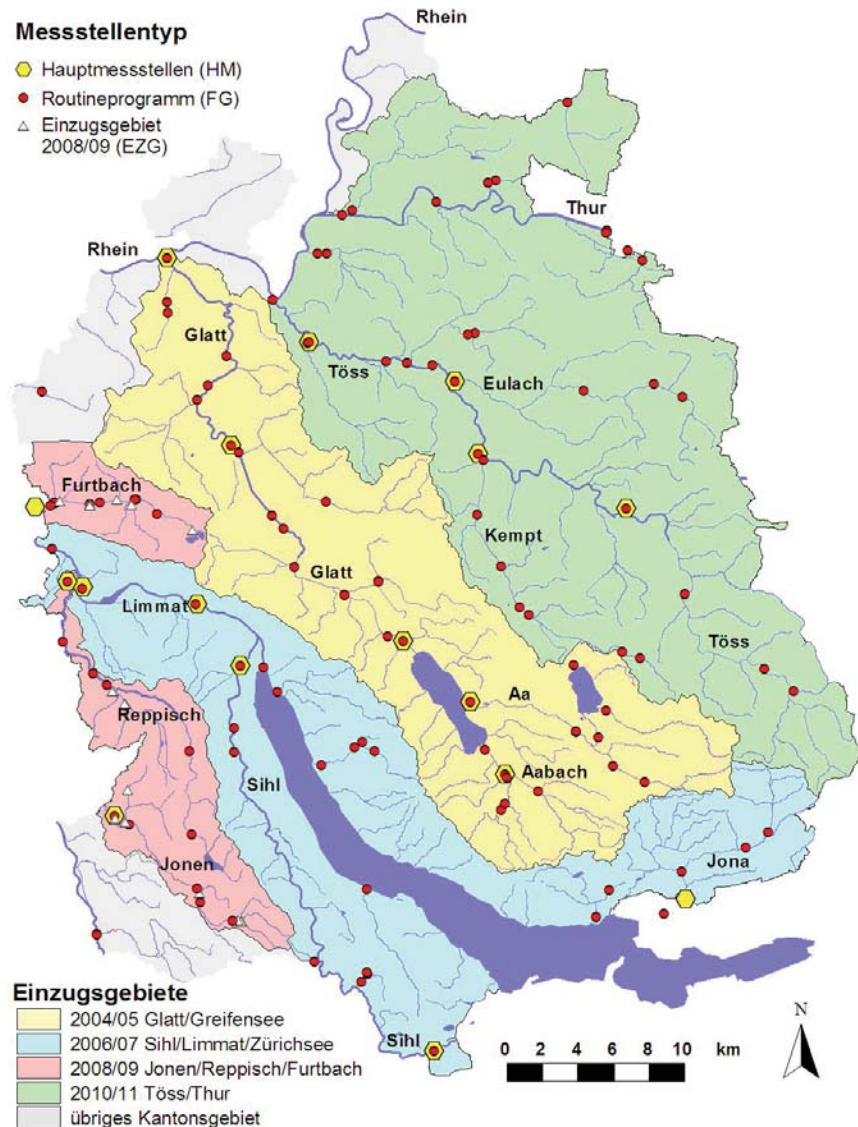 Rhein
Messstellentyp
Hauptmessstellen (HM)
Routineprogramm (FG)
Einzugsgebiet
2008/09 (EZG)
Thur
Rhein
Glatt
Töss
Eulach
Furtbach
Kempt
Glatt
Limmat
Töss
Aa
Reppisch
Sihl
Aabach
Jona
Jonen
Einzugsgebiete
2004/05 Glatt/Greifensee
2006/07 Sihl/Limmat/Zürichsee
2008/09 Jonen/Reppisch/Furtbach
2010/11 Töss/Thur
übriges Kantonsgebiet
Sihl
N
0 2 4 6 8 10 km